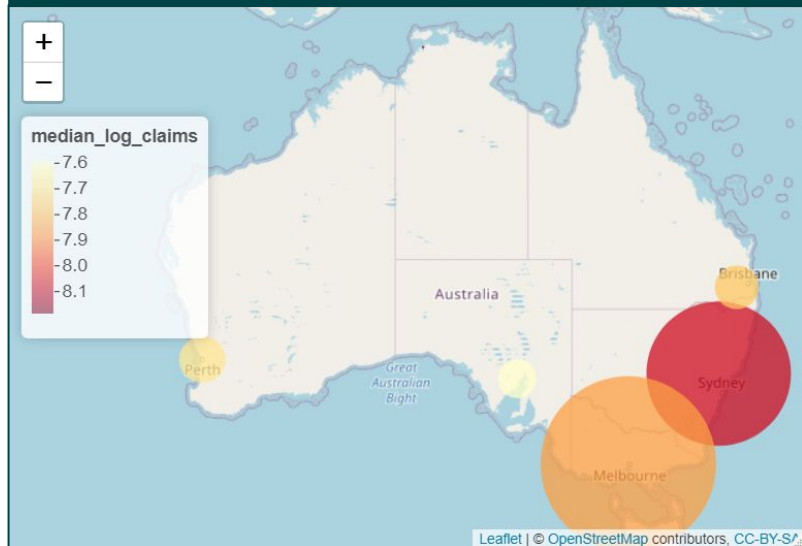 +
−
median_log_claims
7.6
7.7
7.8
7.9
8.0
8.1
Brisbane
Australia
Perth
Great
Australian
Bight
Sydney
Melbourne
Leaflet | © OpenStreetMap contributors, CC-BY-SA